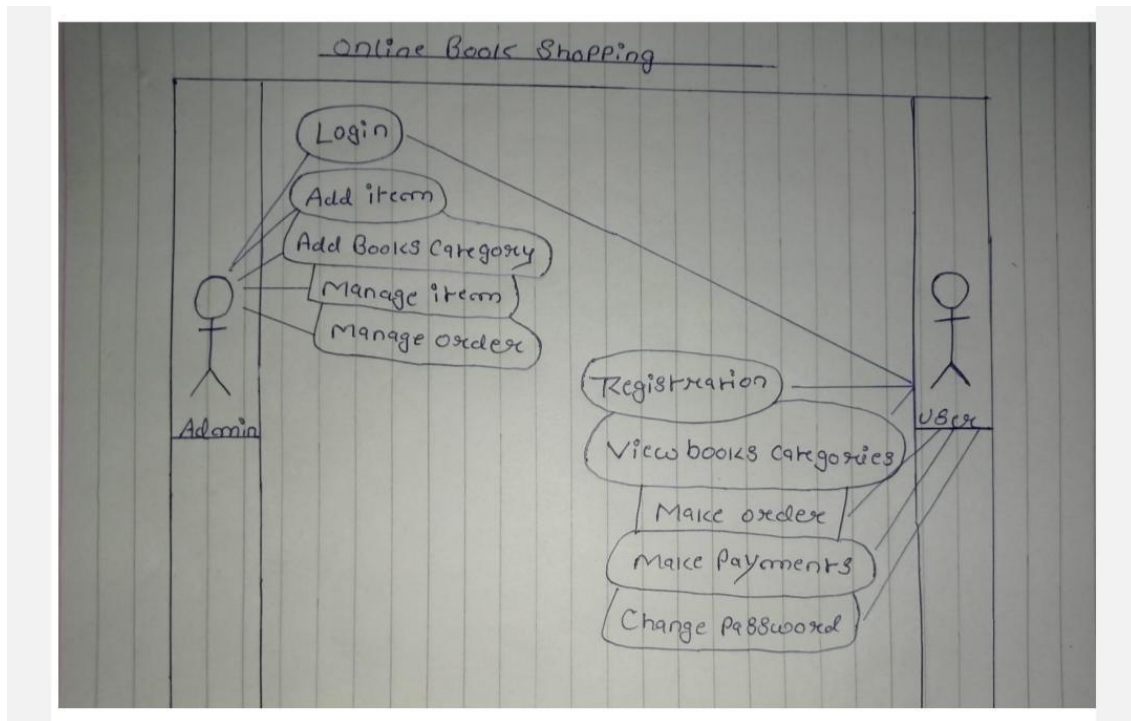 Online Book Shopping
Login
Add item
Add Books Category
Manage item
Manage order
Admin
Registration
View books categories
User
Make order
Make Payments
Change Password